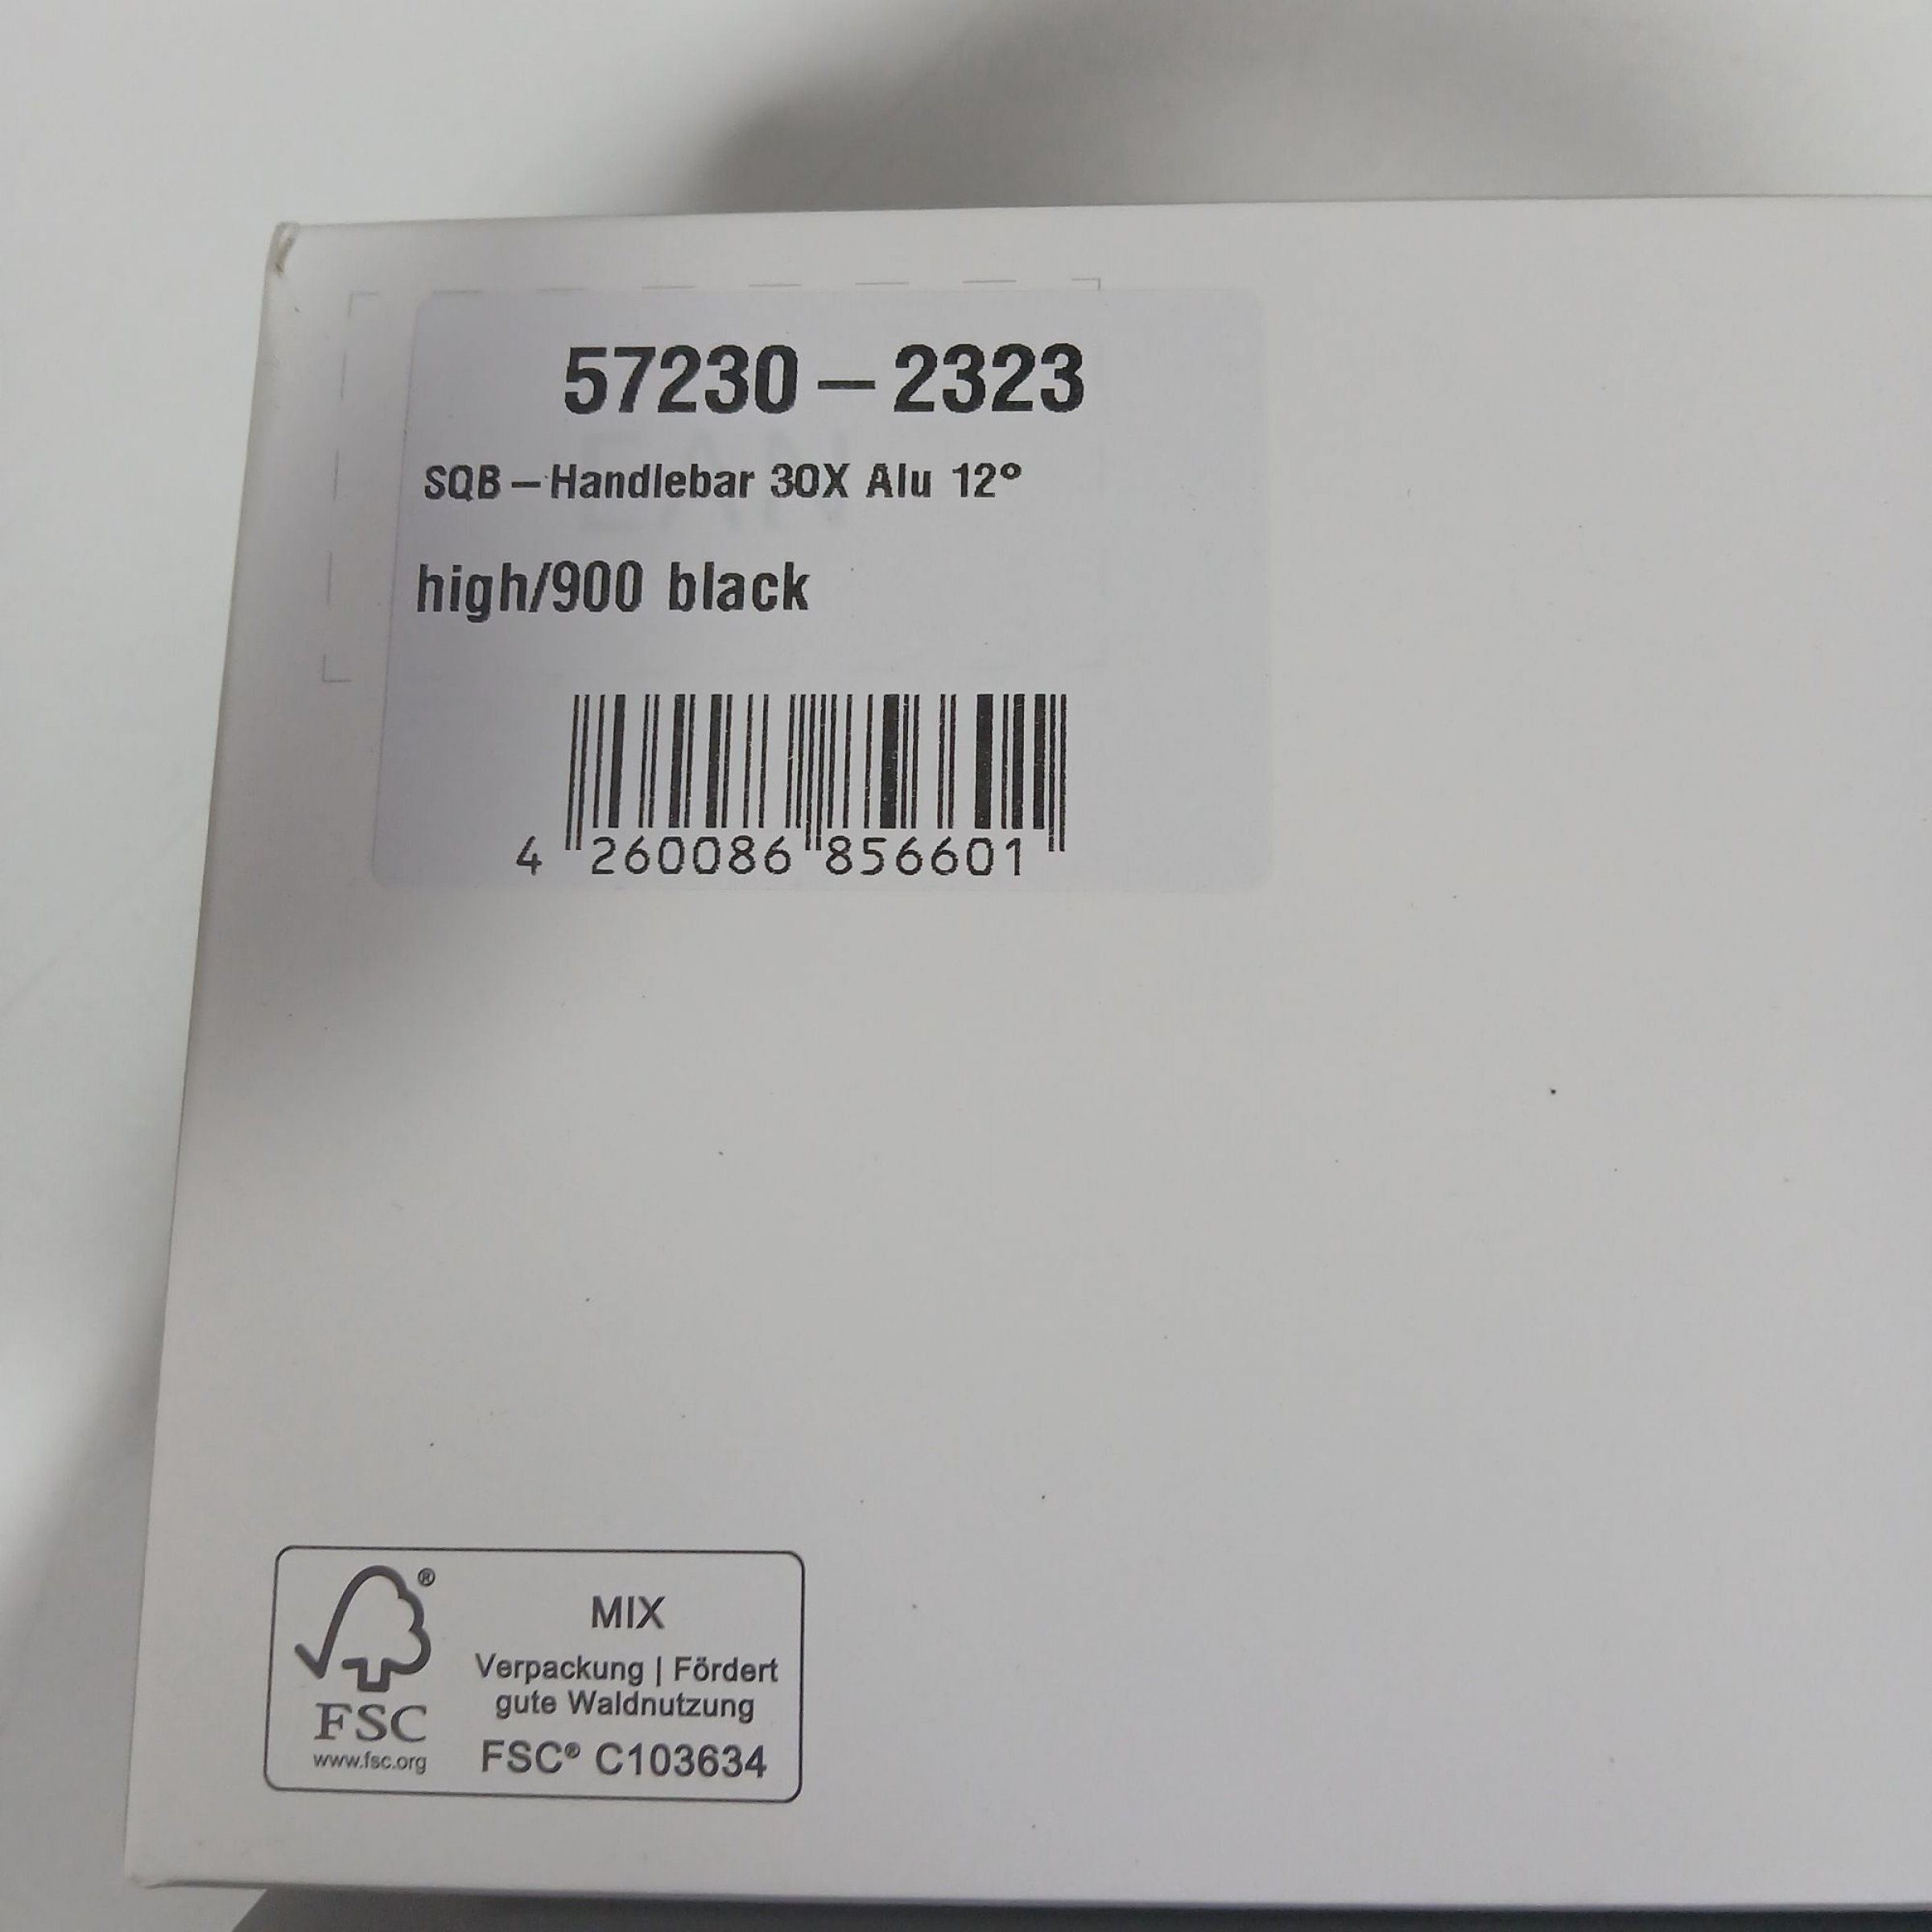 57230-2323
EAN
SQB-Handlebar 30X Alu 12°
high/900 black
4 260086 856601
®
MIX
Verpackung | Fördert
gute Waldnutzung
FSC
www.fsc.org
FSC® C103634